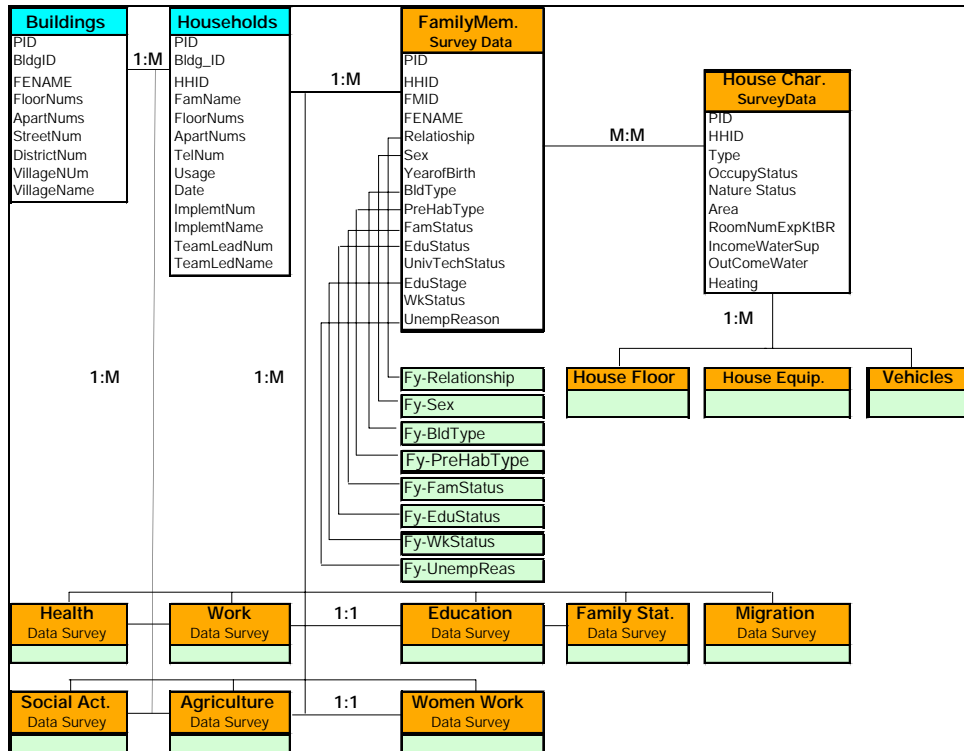 Buildings
PID
BldgID
FENAME
FloorNums
ApartNums
StreetNum
DistrictNum
VillageNUm
VillageName
1:M
Households
PID
Bldg_ID
HHID
FamName
FloorNums
ApartNums
TelNum
Usage
Date
ImplemtNum
ImplemtName
TeamLeadNum
TeamLedName
1:M
FamilyMem.
Survey Data
PID
HHID
FMID
FENAME
Relatioship
Sex
YearofBirth
BldType
PreHabType
FamStatus
EduStatus
UnivTechStatus
EduStage
WkStatus
UnempReason
M:M
House Char.
SurveyData
PID
HHID
Type
OccupyStatus
Nature Status
Area
RoomNumExpKtBR
IncomeWaterSup
OutComeWater
Heating
1:M
1:M
1:M
Fy-Relationship
Fy-Sex
Fy-BldType
Fy-PreHabType
Fy-FamStatus
Fy-EduStatus
Fy-WkStatus
Fy-UnempReas
House Floor
House Equip.
Vehicles
Health
Data Survey
Work
Data Survey
1:1
Education
Data Survey
Family Stat.
Data Survey
Migration
Data Survey
Social Act.
Data Survey
Agriculture
Data Survey
1:1
Women Work
Data Survey